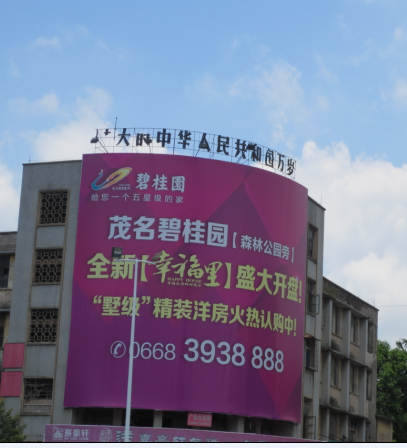 伟大的中华人民共和国万岁
碧桂园
给您一个五星级的家
茂名碧桂园【森林公园旁】
全新【幸福里】盛大开盘!
HAPPY HOUSE
“墅级”精装洋房火热认购中!
0668 3938 888